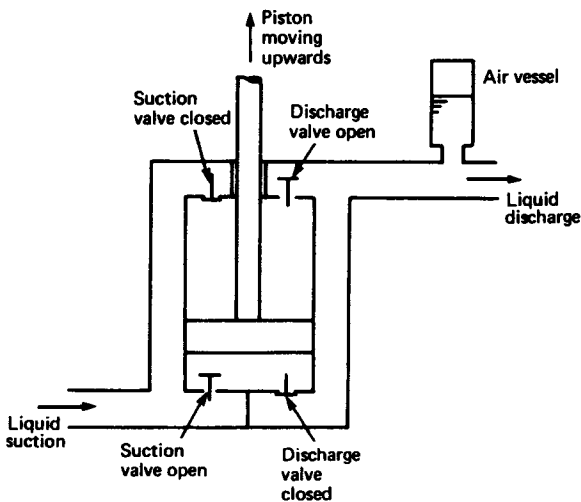 Piston
moving
upwards
Air vessel
Suction
valve closed
Discharge
valve open
Liquid
discharge
Liquid
suction
Suction
valve open
Discharge
valve
closed